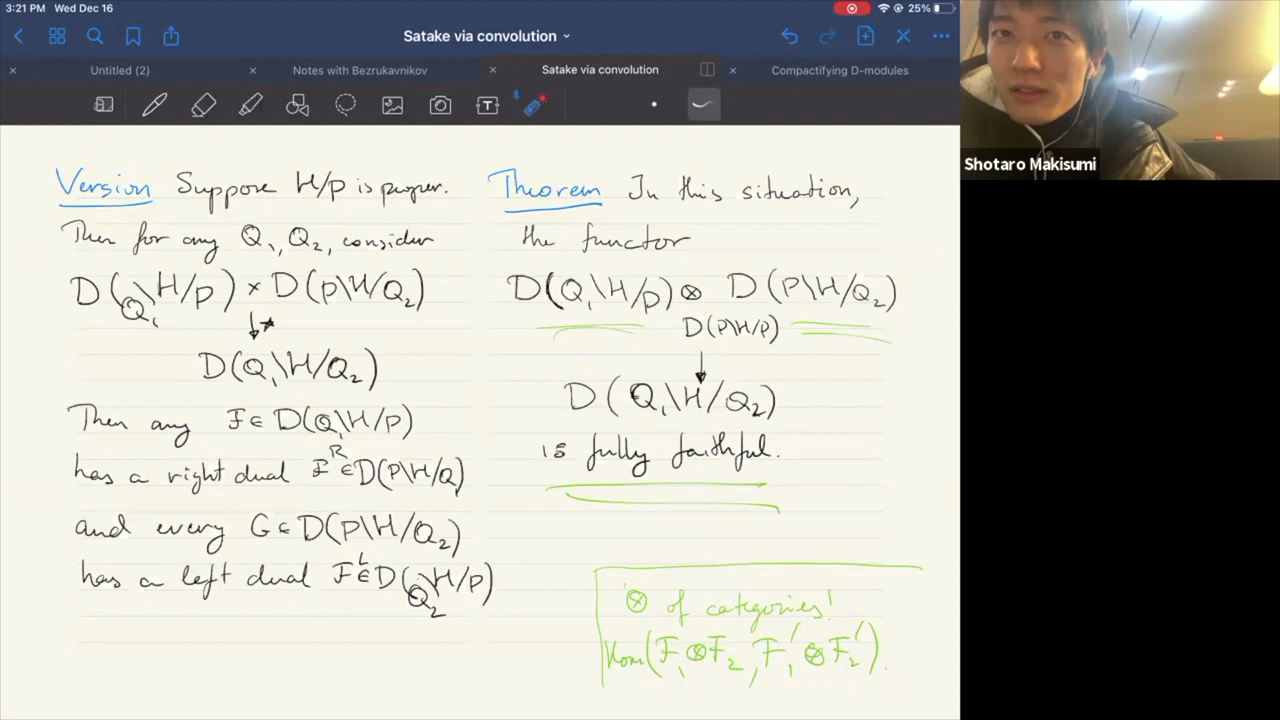 3:21 PM Wed Dec 16
25%
Satake via convolution
Untitled (2)
Notes with Bezrukavnikov
Satake via convolution
Compactifying D-modules
Shotaro Makisumi
Version Suppose H/P is proper.
Then for any Q₁, Q₂, consider
D(Q₁\H/P) × D(P\H/Q₂)
↓*
D(Q₁\H/Q₂)
Then any F ∈ D(Q₁\H/P)
has a right dual F^R ∈ D(P\H/Q₁)
and every G ∈ D(P\H/Q₂)
has a left dual F^L ∈ D(Q₂\H/P)
Theorem In this situation,
the functor
D(Q₁\H/P) ⊗ D(P\H/Q₂)
D(P\H/P)
↓
D(Q₁\H/Q₂)
is fully faithful.
⊗ of categories!
Hom(F₁⊗F₂, F₁'⊗F₂').